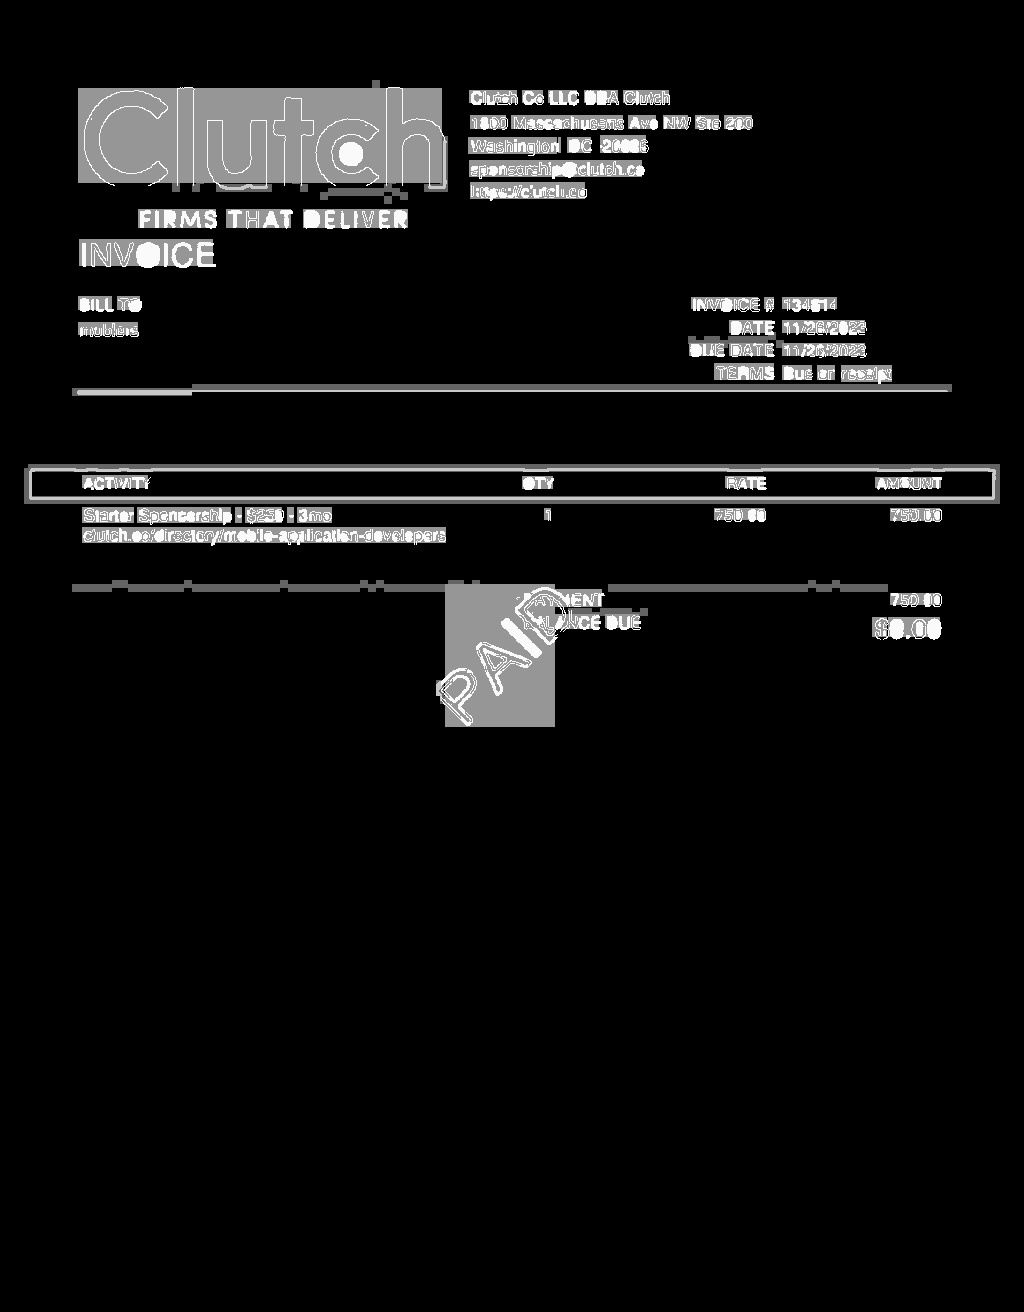 Clutch
FIRMS THAT DELIVER
Clutch Co LLC DBA Clutch
1800 Massachusetts Ave NW Ste 200
Washington, DC 20036
sponsorship@clutch.co
https://clutch.co
INVOICE
BILL TO
INVOICE #
DATE 11/26/2023
DUE DATE 11/26/2023
TERMS Due on receipt
ACTIVITY QTY RATE AMOUNT
Starter Sponsorship - $250 - 3mo 1 750.00 750.00
clutch.co/directory/mobile-application-developers
PAYMENT 750.00
BALANCE DUE $0.00
PAID